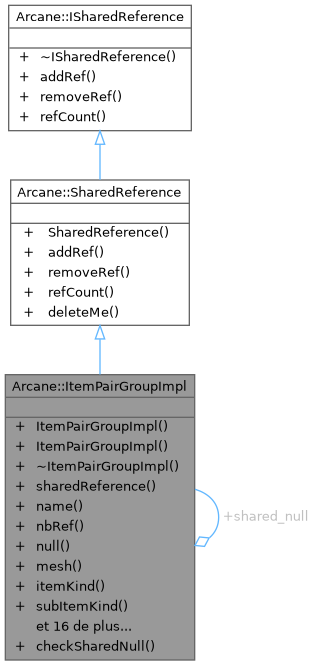 Arcane::ISharedReference
+ ~ISharedReference()
+ addRef()
+ removeRef()
+ refCount()
Arcane::SharedReference
+ SharedReference()
+ addRef()
+ removeRef()
+ refCount()
+ deleteMe()
Arcane::ItemPairGroupImpl
+ ItemPairGroupImpl()
+ ItemPairGroupImpl()
+ ~ItemPairGroupImpl()
+ sharedReference()
+ name()
+ nbRef()
+ null()
+ mesh()
+ itemKind()
+ subItemKind()
et 16 de plus...
+ checkSharedNull()
+shared_null